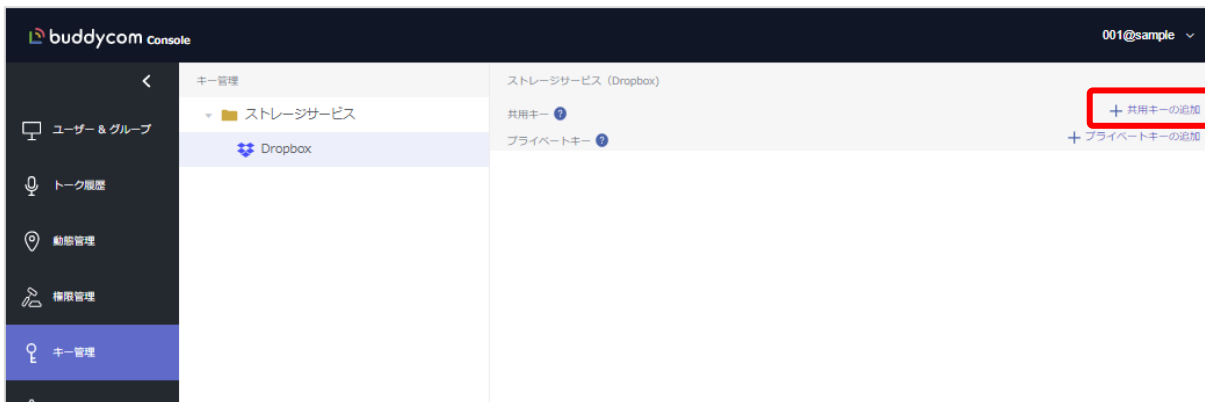 buddycom Console
001@sample
キー管理
ストレージサービス（Dropbox）
ユーザー & グループ
ストレージサービス
共用キー ?
＋ 共用キーの追加
Dropbox
プライベートキー ?
＋ プライベートキーの追加
トーク履歴
動態管理
権限管理
キー管理